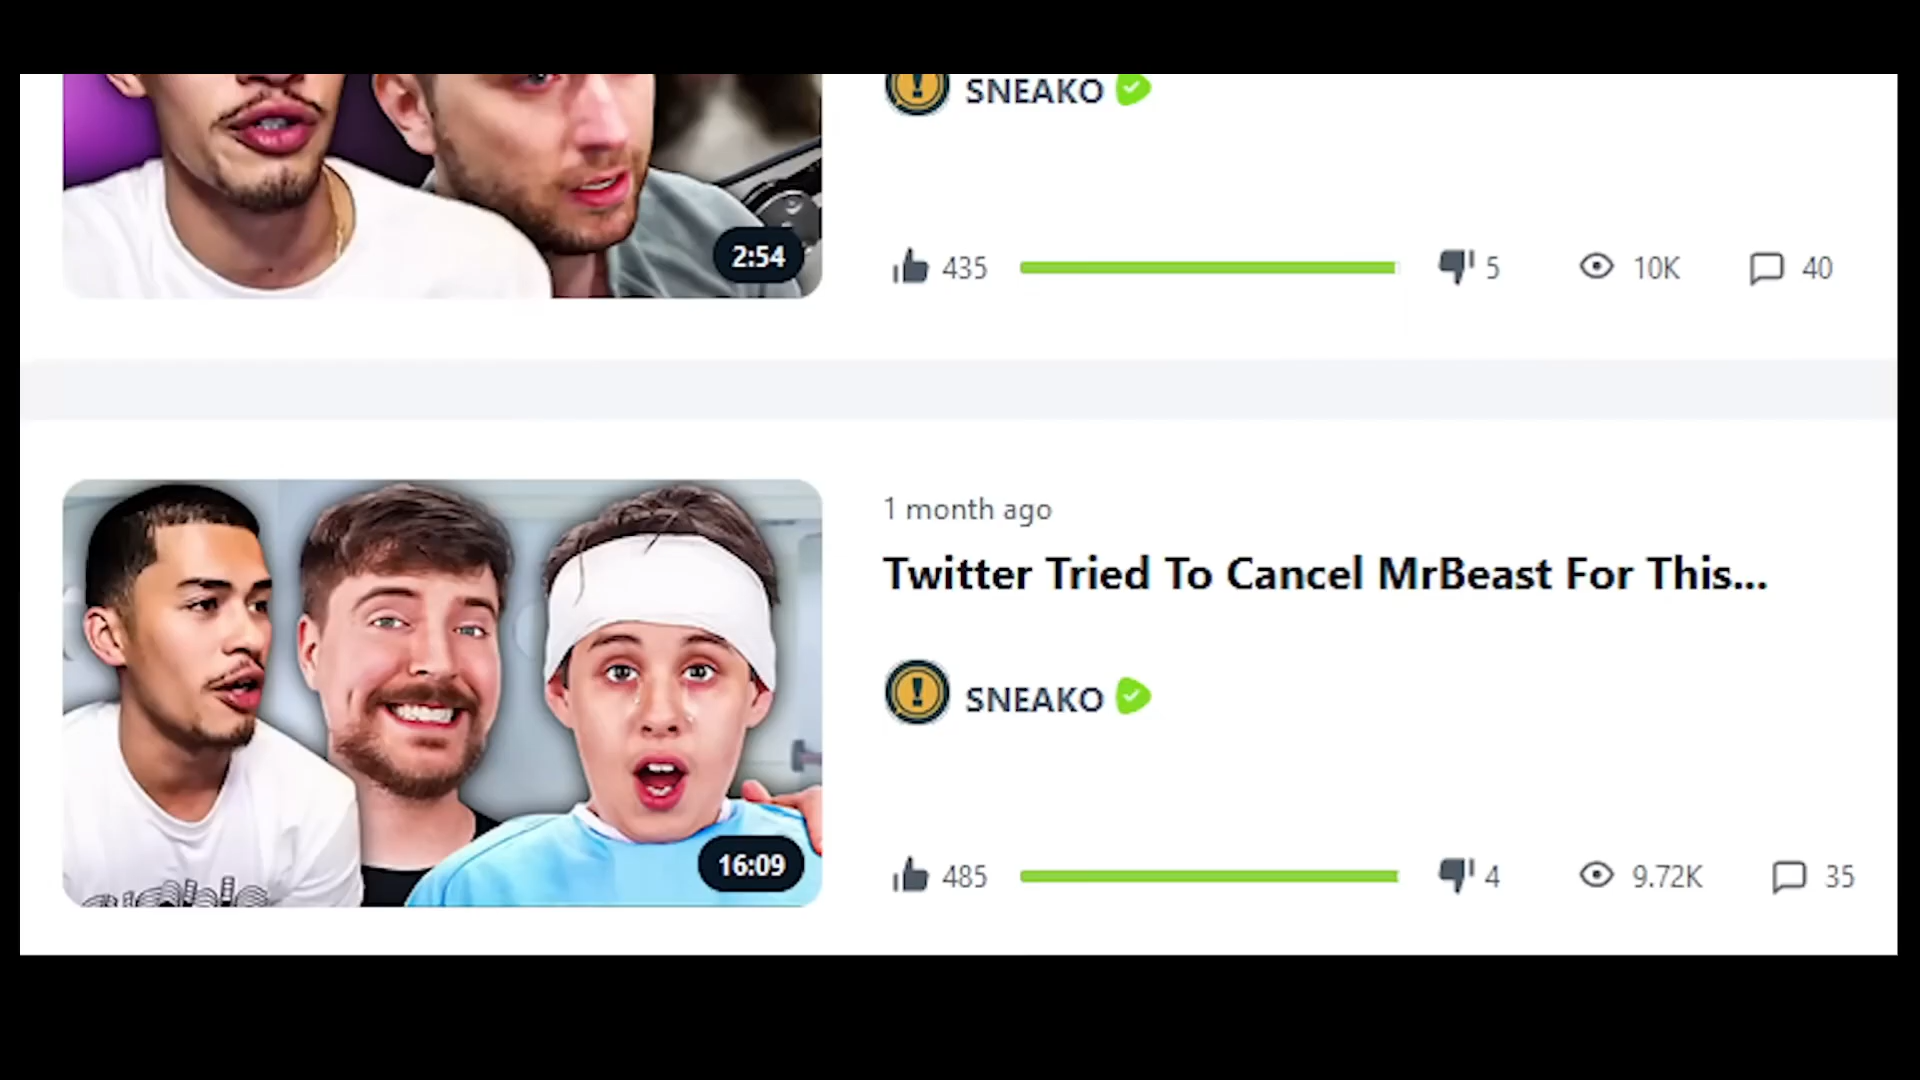 SNEAKO
2:54
435
5
10K
40
1 month ago
Twitter Tried To Cancel MrBeast For This...
SNEAKO
16:09
485
4
9.72K
35